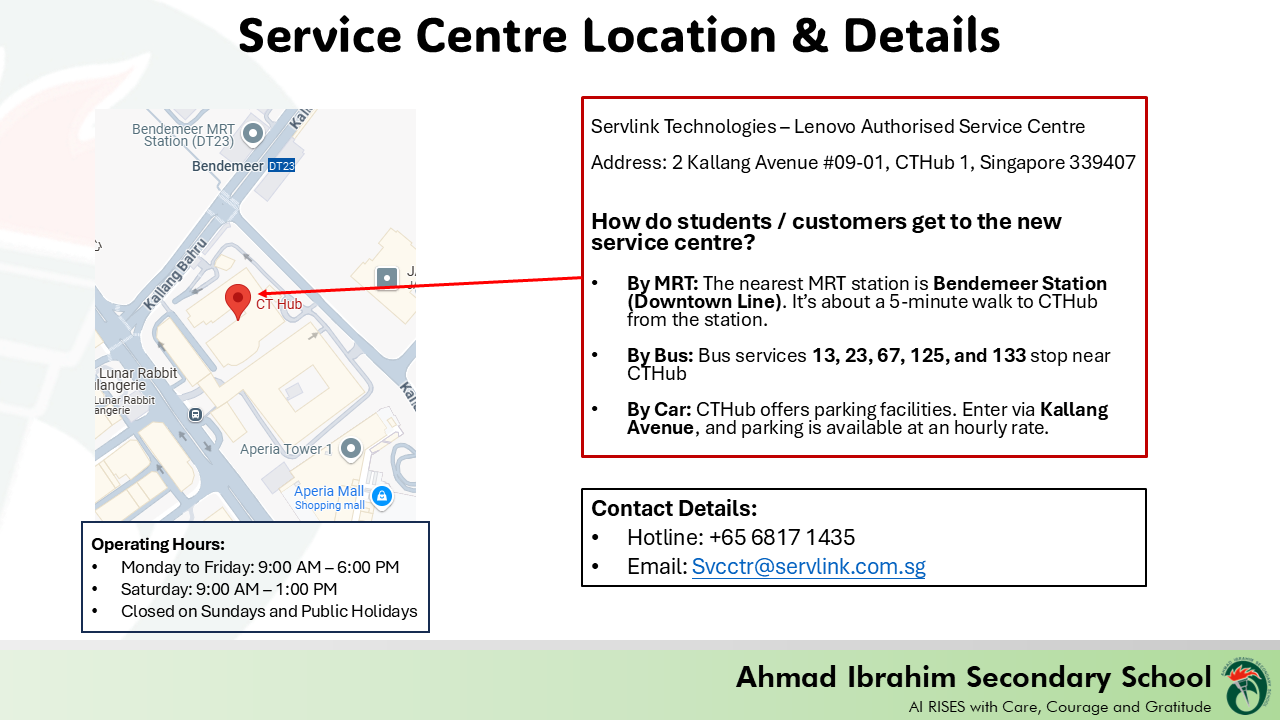 Service Centre Location & Details
Bendemeer MRT
Station (DT23)
Bendemeer DT23
Kallang Bahru
CT Hub
Lunar Rabbit
langerie
Lunar Rabbit
angerie
Aperia Tower 1
Aperia Mall
Shopping mall
Operating Hours:
• Monday to Friday: 9:00 AM – 6:00 PM
• Saturday: 9:00 AM – 1:00 PM
• Closed on Sundays and Public Holidays
Servlink Technologies – Lenovo Authorised Service Centre
Address: 2 Kallang Avenue #09-01, CTHub 1, Singapore 339407
How do students / customers get to the new
service centre?
• By MRT: The nearest MRT station is Bendemeer Station
(Downtown Line). It’s about a 5-minute walk to CTHub
from the station.
• By Bus: Bus services 13, 23, 67, 125, and 133 stop near
CTHub
• By Car: CTHub offers parking facilities. Enter via Kallang
Avenue, and parking is available at an hourly rate.
Contact Details:
• Hotline: +65 6817 1435
• Email: Svcctr@servlink.com.sg
Ahmad Ibrahim Secondary School
AI RISES with Care, Courage and Gratitude